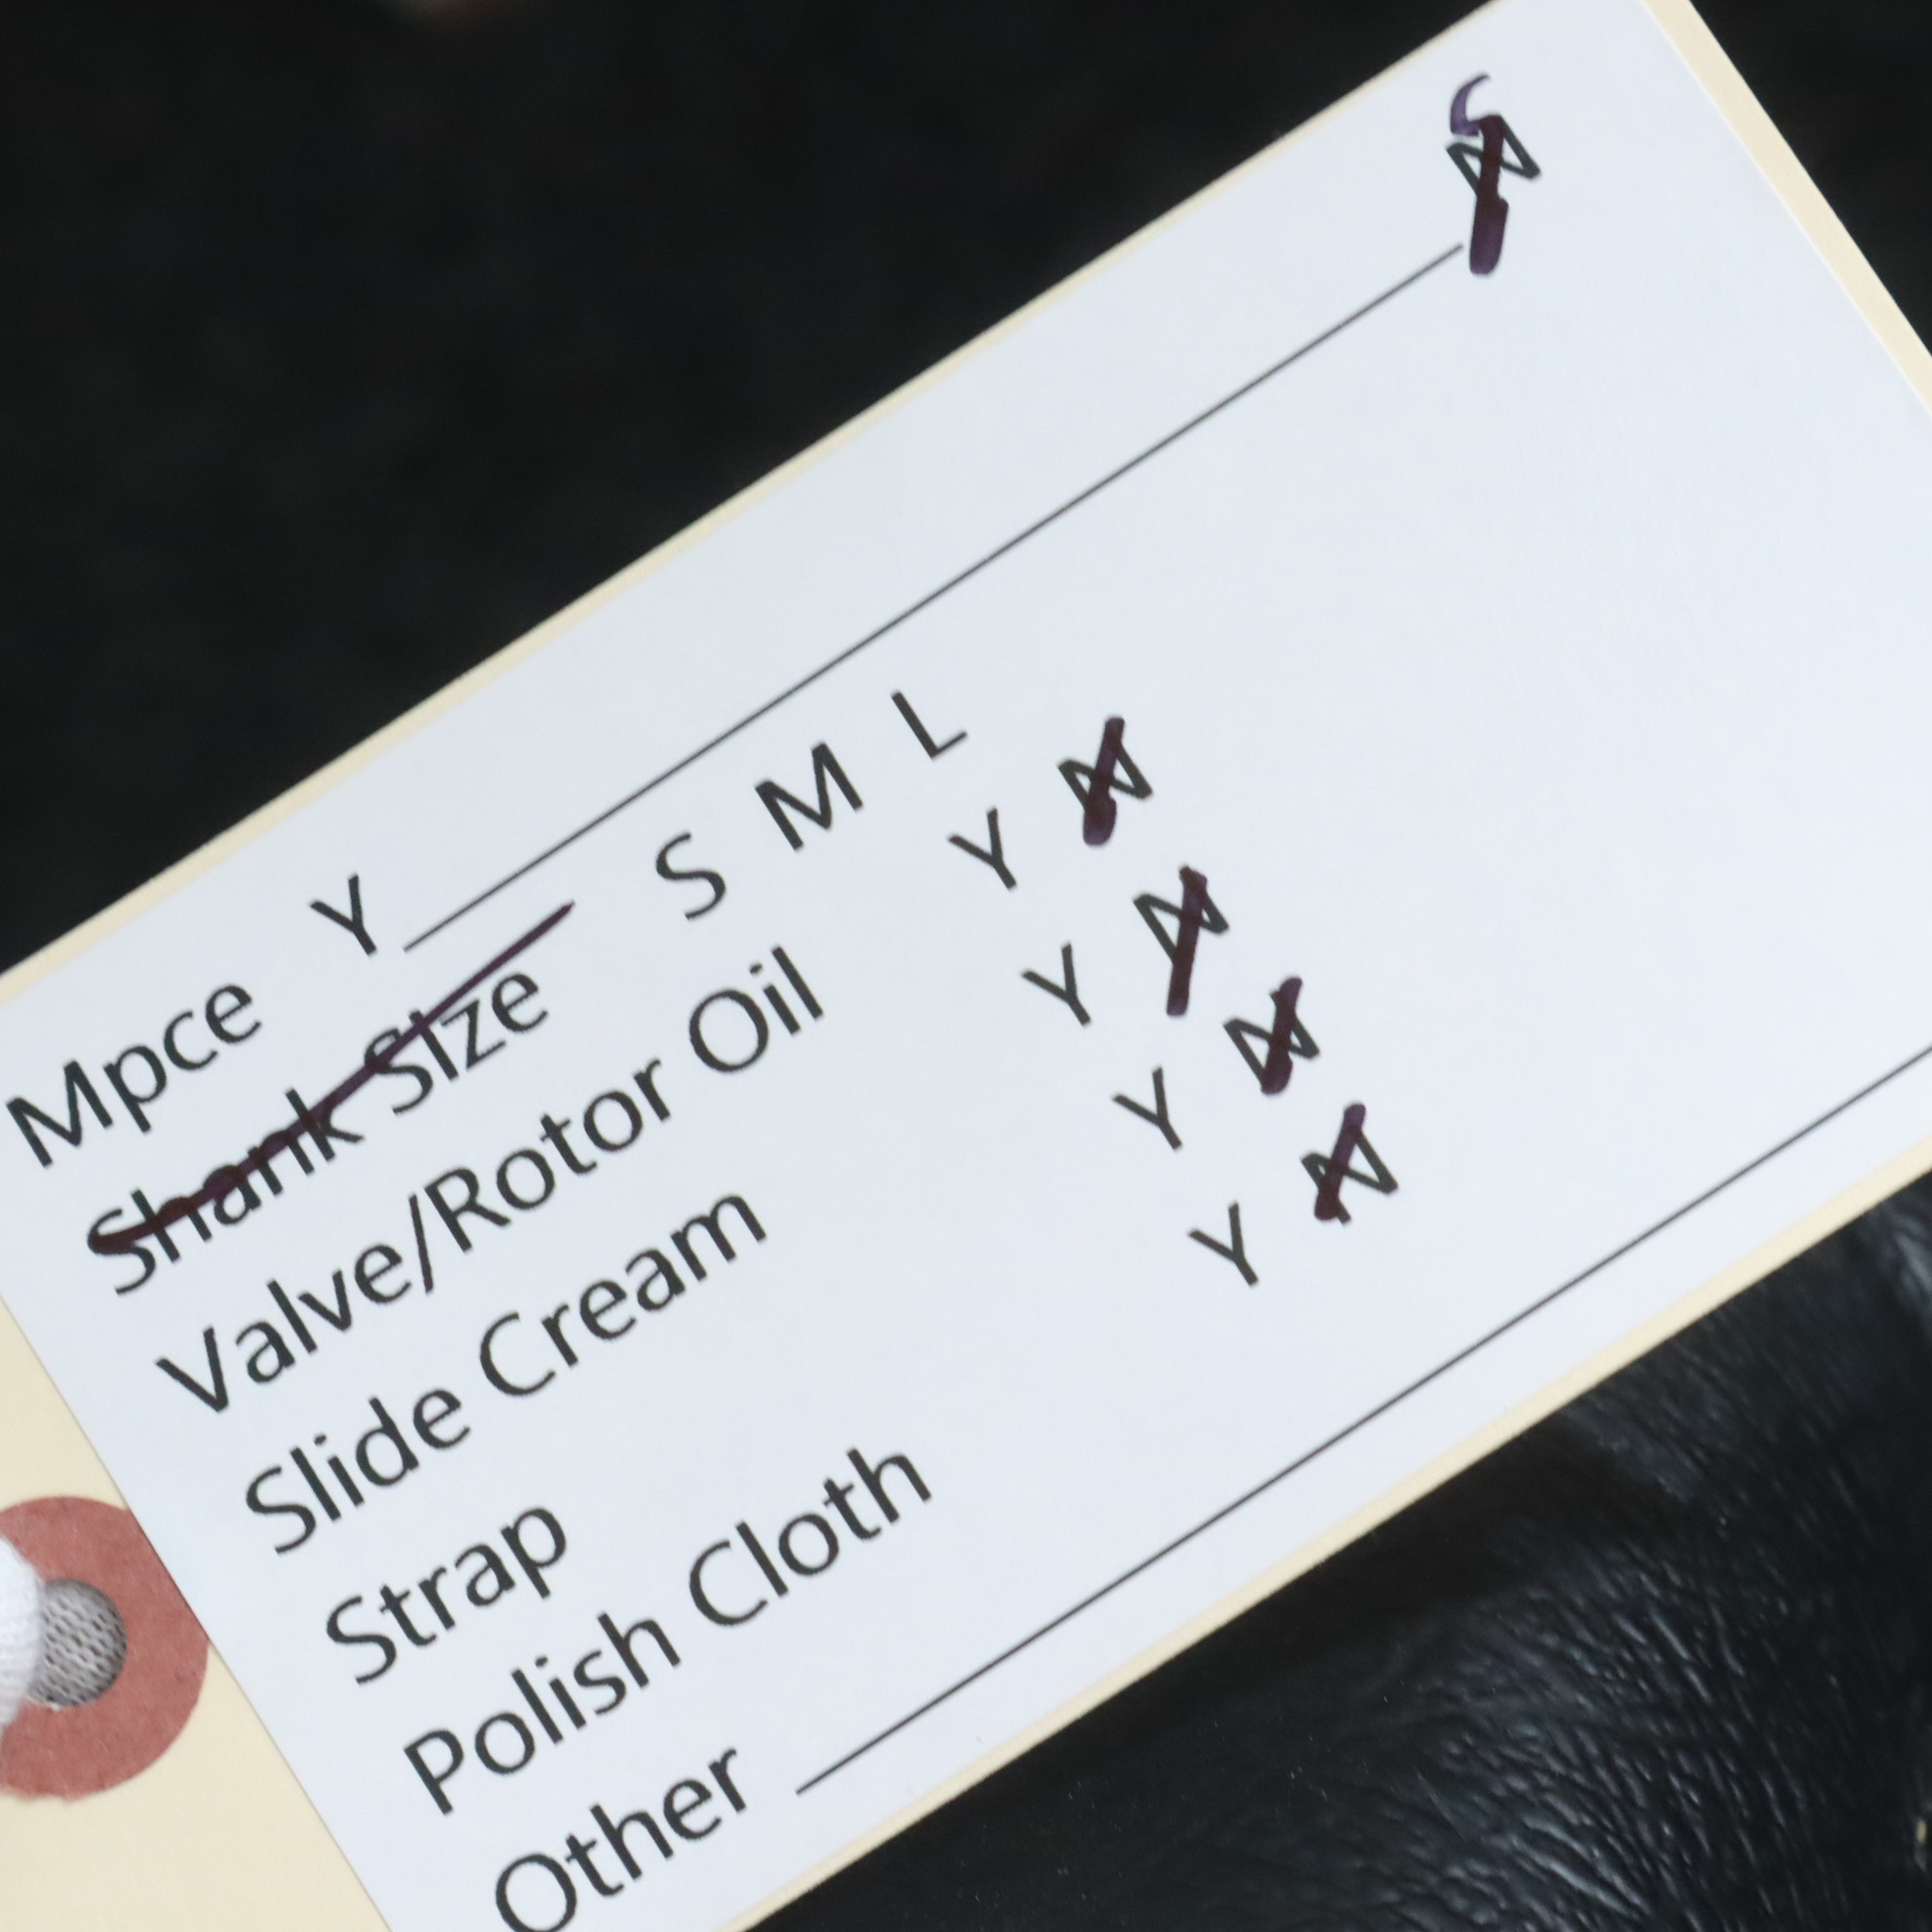 Mpce Y N
Shank Size S M L
Valve/Rotor Oil Y N
Slide Cream Y N
Strap Y N
Polish Cloth Y N
Other